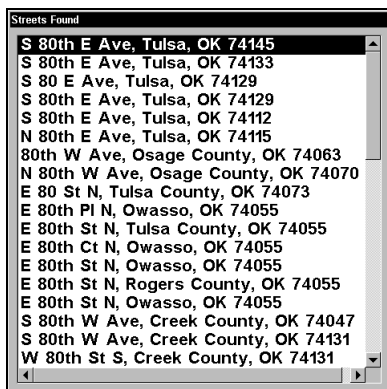 Streets Found
S 80th E Ave, Tulsa, OK 74145
S 80th E Ave, Tulsa, OK 74133
S 80 E Ave, Tulsa, OK 74129
S 80th E Ave, Tulsa, OK 74129
S 80th E Ave, Tulsa, OK 74112
N 80th E Ave, Tulsa, OK 74115
80th W Ave, Osage County, OK 74063
N 80th W Ave, Osage County, OK 74070
E 80 St N, Tulsa County, OK 74073
E 80th Pl N, Owasso, OK 74055
E 80th St N, Tulsa County, OK 74055
E 80th Ct N, Owasso, OK 74055
E 80th St N, Owasso, OK 74055
E 80th St N, Rogers County, OK 74055
E 80th St N, Owasso, OK 74055
S 80th W Ave, Creek County, OK 74047
S 80th W Ave, Creek County, OK 74131
W 80th St S, Creek County, OK 74131